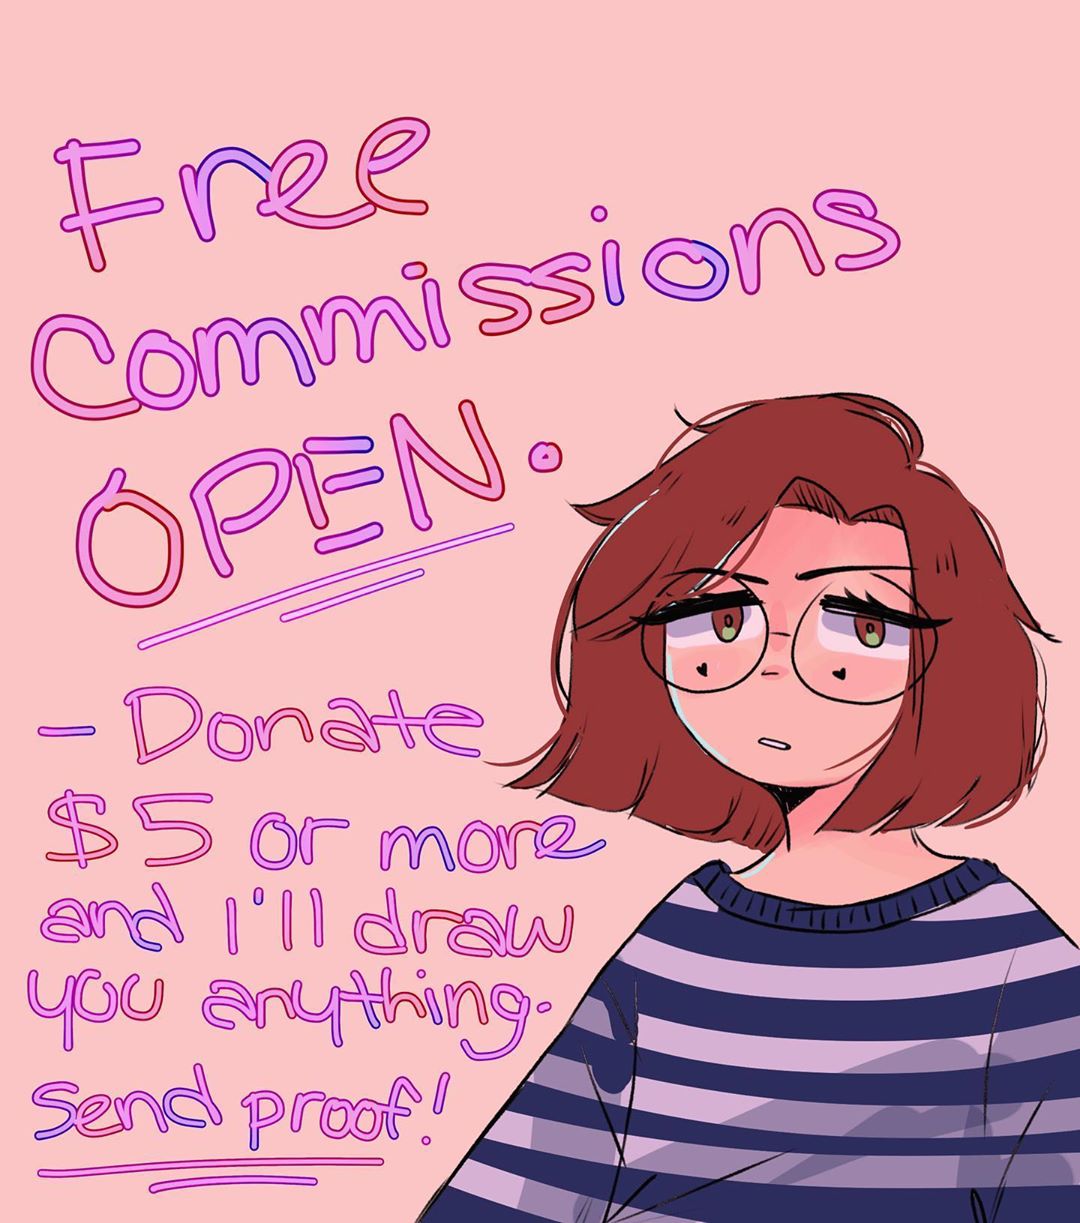 Free
Commissions
OPEN.
- Donate
$5 or more
and I'll draw
you anything.
Send proof!